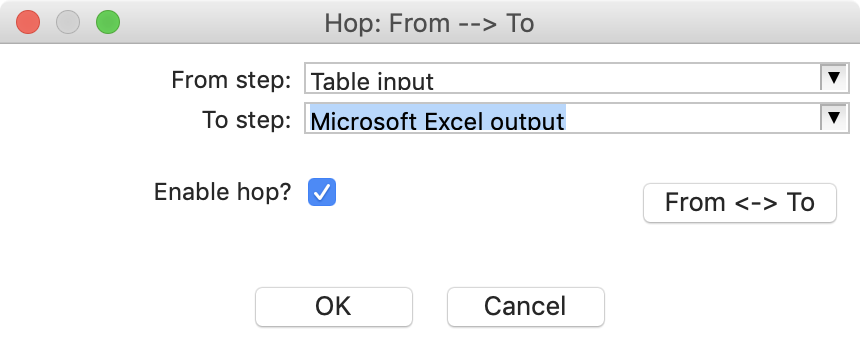 Hop: From --> To
From step: Table input
To step: Microsoft Excel output
Enable hop?
From <-> To
OK Cancel